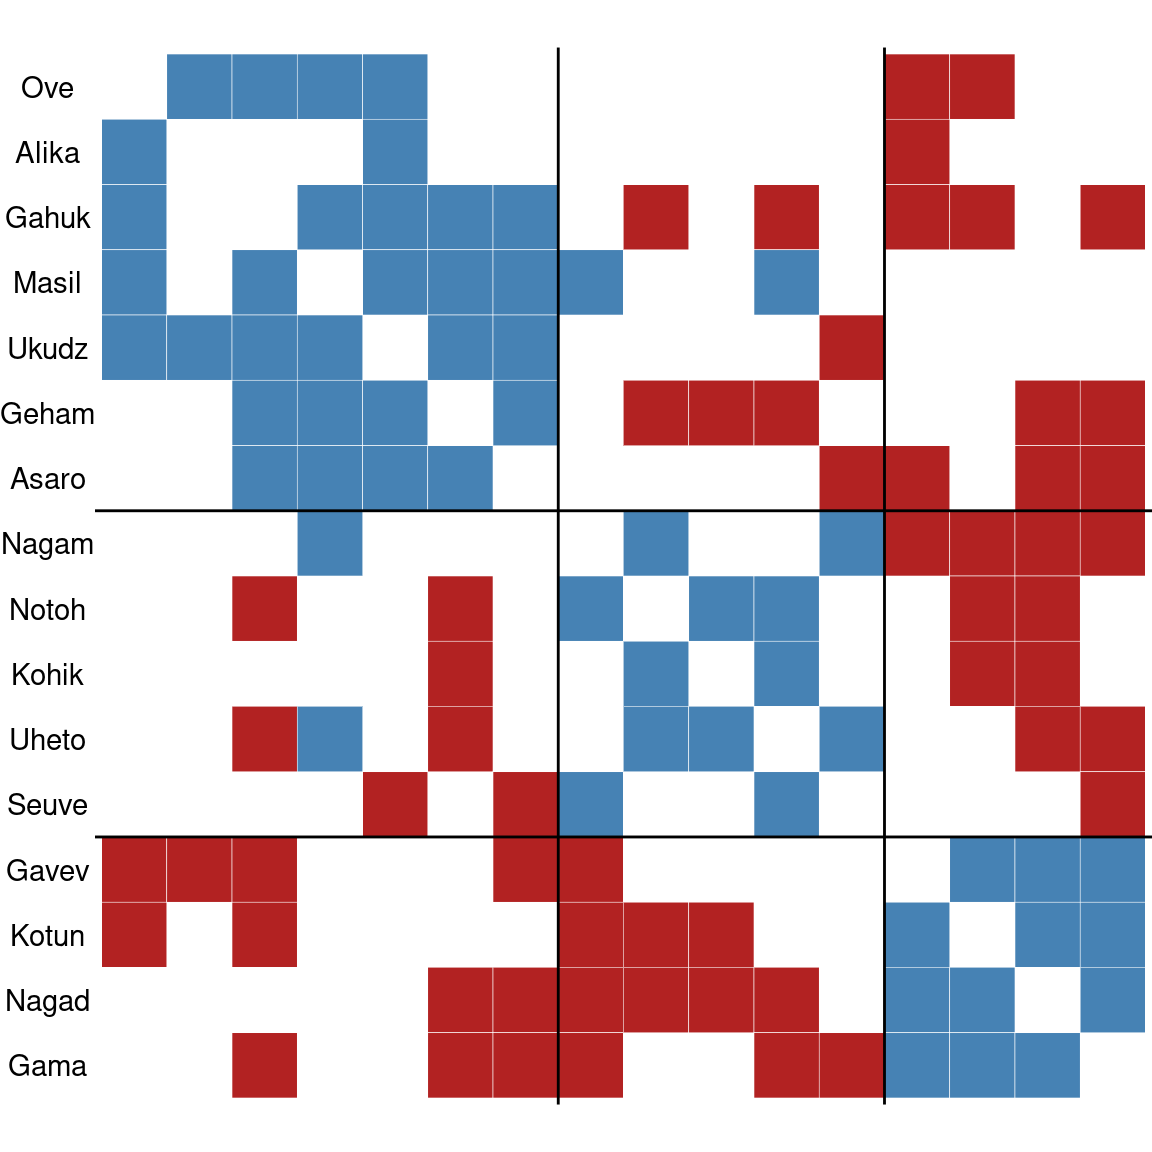 Ove
Alika
Gahuk
Masil
Ukudz
Geham
Asaro
Nagam
Notoh
Kohik
Uheto
Seuve
Gavev
Kotun
Nagad
Gama